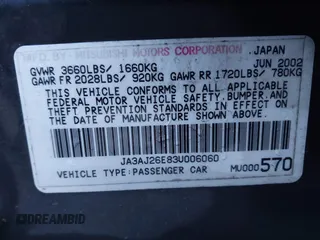 MFD BY: MITSUBISHI MOTORS CORPORATION, JAPAN
GVWR 3660LBS/ 1660KG JUN 2002
GAWR FR 2028LBS/ 920KG GAWR RR 1720LBS/ 780KG
THIS VEHICLE CONFORMS TO ALL APPLICABLE
FEDERAL MOTOR VEHICLE SAFETY, BUMPER, AND THEFT
PREVENTION STANDARDS IN EFFECT ON THE DATE OF
MANUFACTURE SHOWN ABOVE.
JA3AJ26E83U006060
VEHICLE TYPE:PASSENGER CAR MU000570
DREAMBID